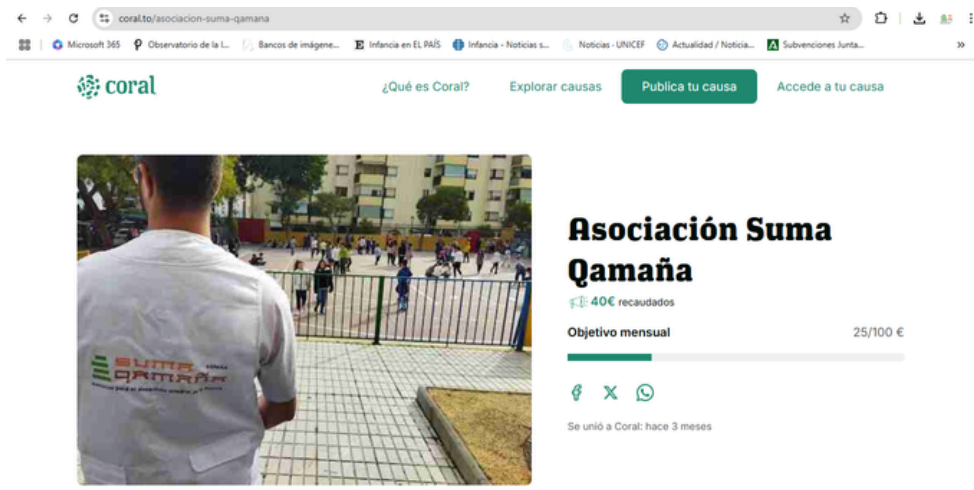 coral.to/asociacion-suma-qamana
Microsoft 365 Observatorio de la I... Bancos de imágene... Infancia en EL PAÍS Infancia - Noticias s... Noticias - UNICEF Actualidad / Noticia... Subvenciones Junta... »
coral ¿Qué es Coral? Explorar causas Publica tu causa Accede a tu causa
Asociación Suma
Qamaña
40€ recaudados
Objetivo mensual 25/100 €
Se unió a Coral: hace 3 meses
SUMA
QAMAÑA